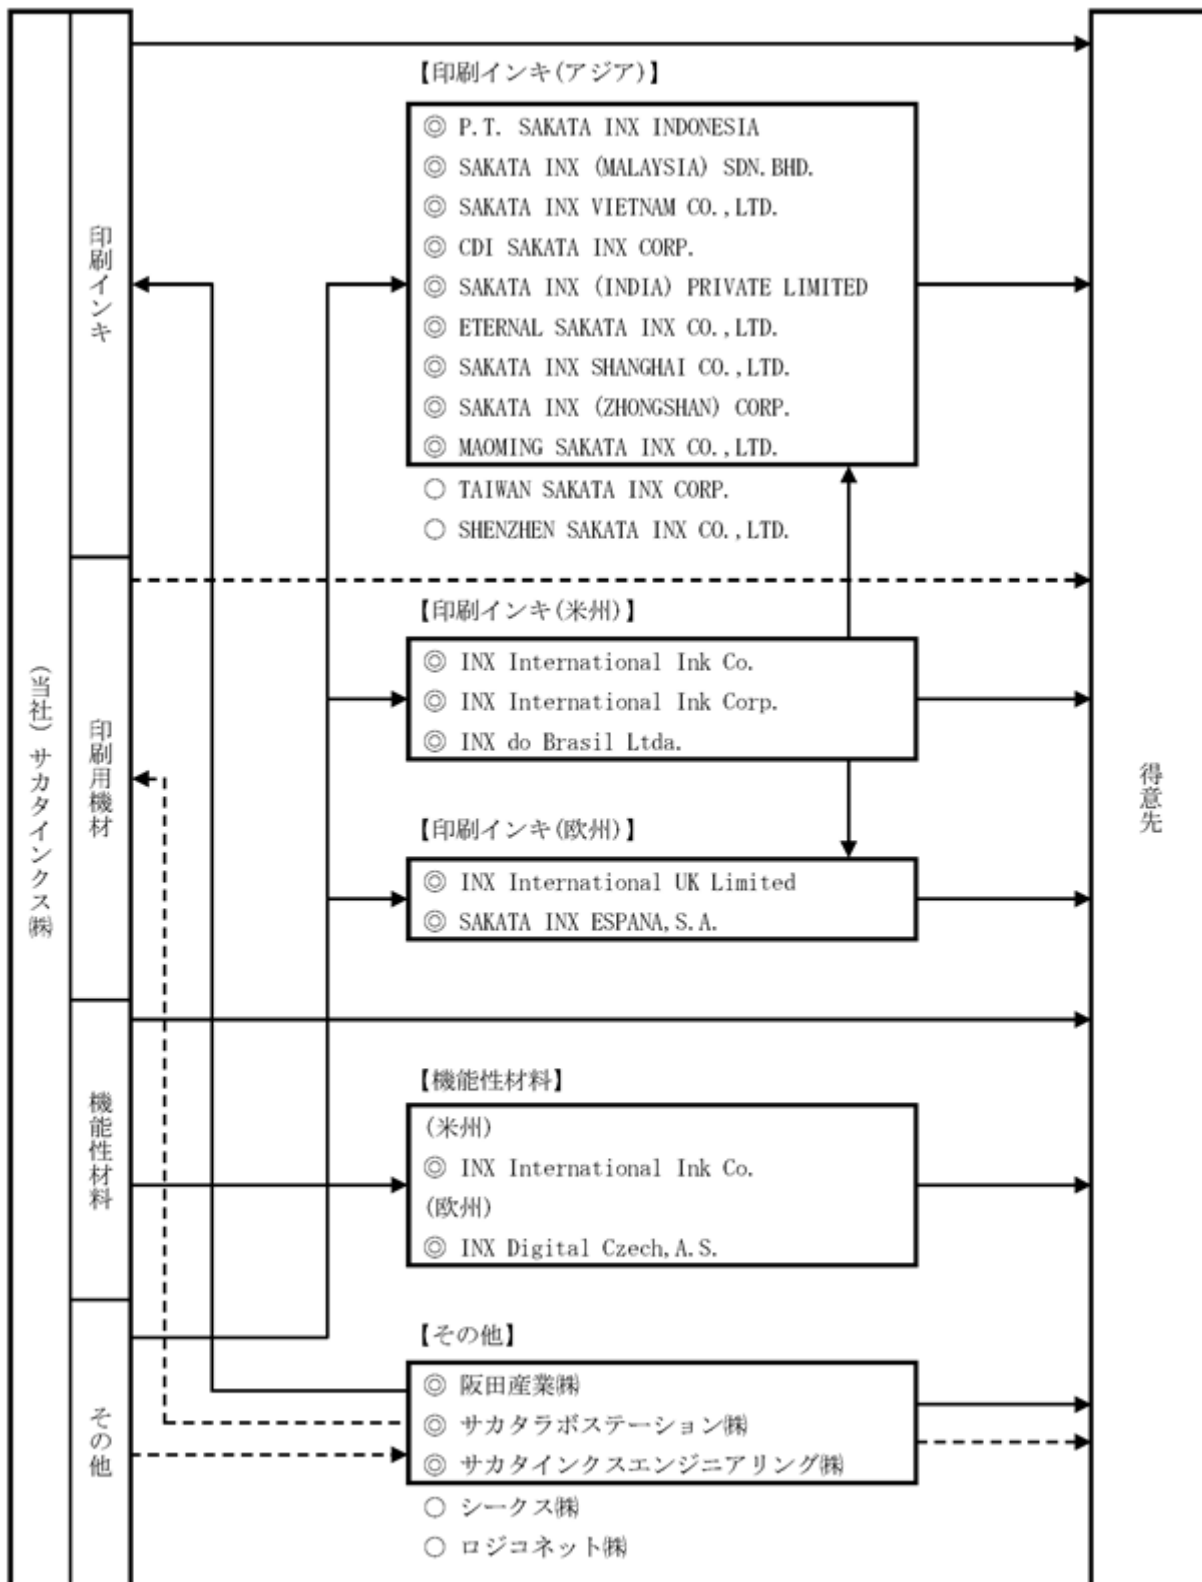 (当社)サカタインクス㈱
印刷インキ
印刷用機材
機能性材料
その他
【印刷インキ(アジア)】
◎ P.T. SAKATA INX INDONESIA
◎ SAKATA INX (MALAYSIA) SDN.BHD.
◎ SAKATA INX VIETNAM CO.,LTD.
◎ CDI SAKATA INX CORP.
◎ SAKATA INX (INDIA) PRIVATE LIMITED
◎ ETERNAL SAKATA INX CO.,LTD.
◎ SAKATA INX SHANGHAI CO.,LTD.
◎ SAKATA INX (ZHONGSHAN) CORP.
◎ MAOMING SAKATA INX CO.,LTD.
○ TAIWAN SAKATA INX CORP.
○ SHENZHEN SAKATA INX CO.,LTD.
【印刷インキ(米州)】
◎ INX International Ink Co.
◎ INX International Ink Corp.
◎ INX do Brasil Ltda.
【印刷インキ(欧州)】
◎ INX International UK Limited
◎ SAKATA INX ESPANA,S.A.
【機能性材料】
(米州)
◎ INX International Ink Co.
(欧州)
◎ INX Digital Czech,A.S.
【その他】
◎ 阪田産業㈱
◎ サカタラボステーション㈱
◎ サカタインクスエンジニアリング㈱
○ シークス㈱
○ ロジコネット㈱
得意先